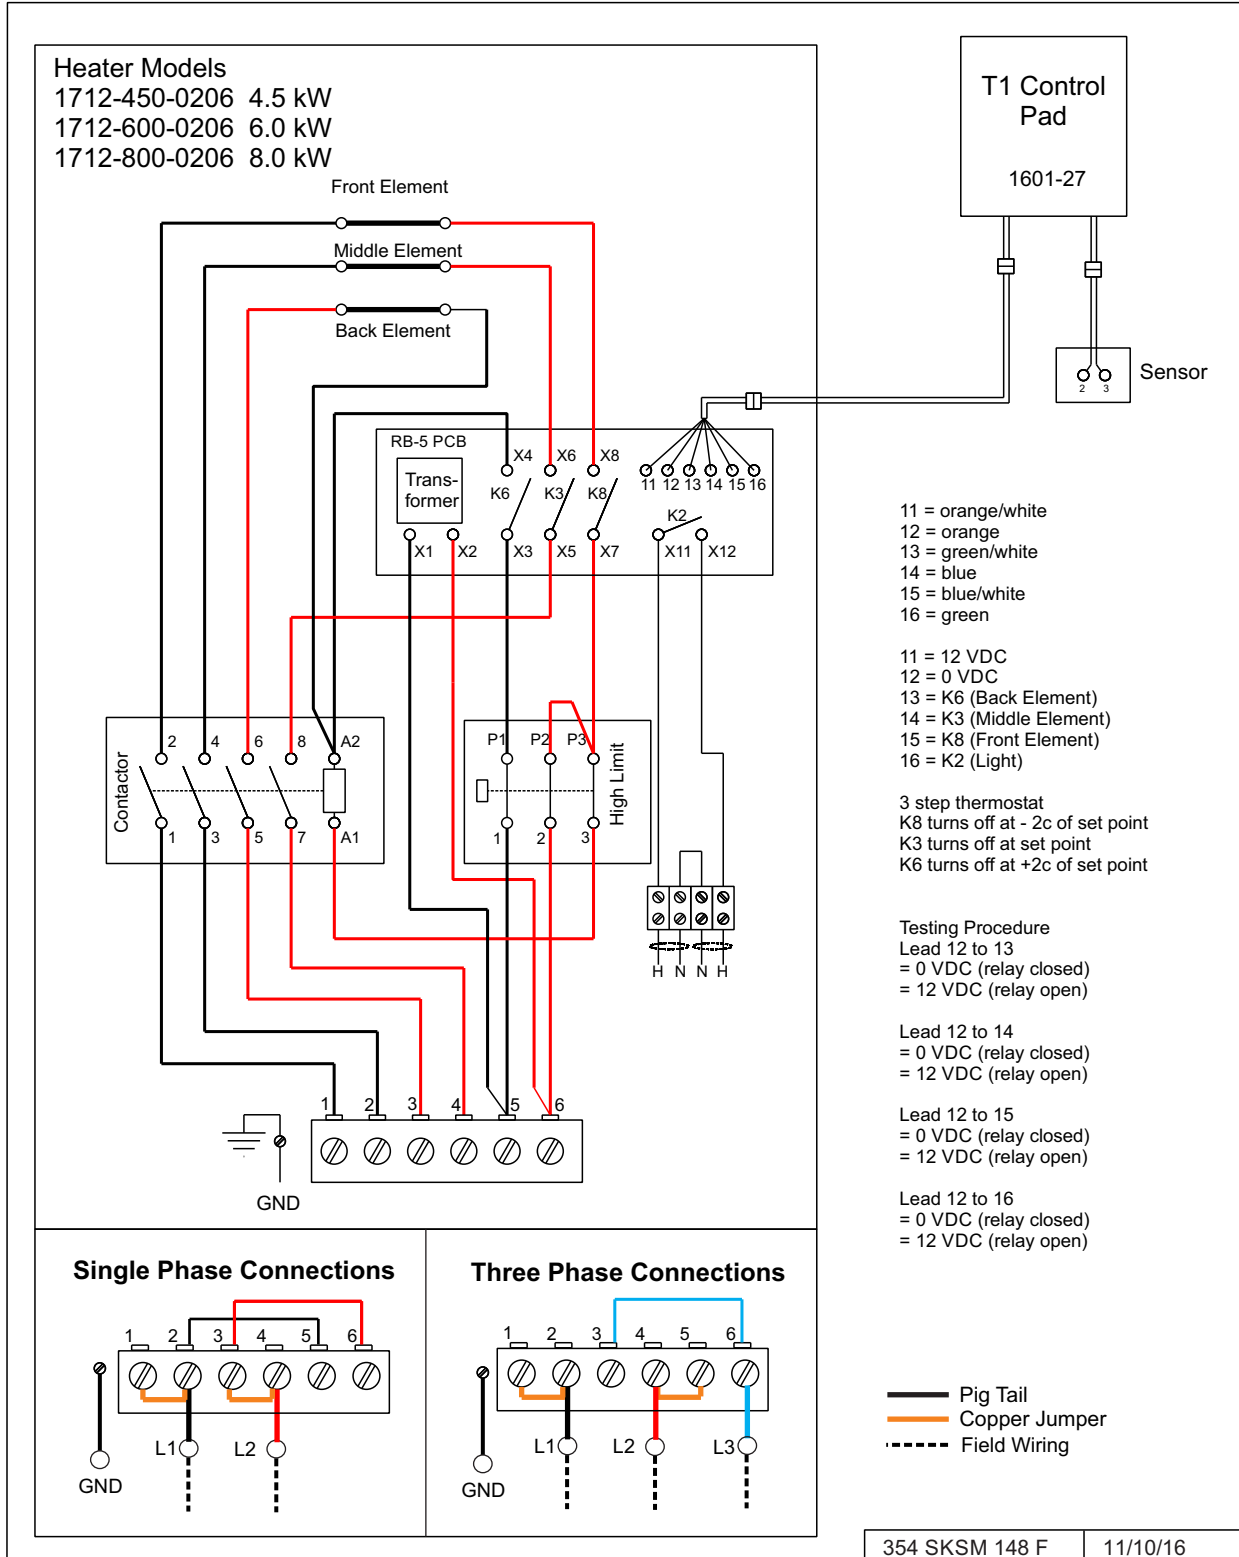 Heater Models
1712-450-0206 4.5 kW
1712-600-0206 6.0 kW
1712-800-0206 8.0 kW
T1 Control
Pad
1601-27
Front Element
Middle Element
Back Element
2 3
Sensor
RB-5 PCB
Trans-
former
X4 X6 X8
K6 K3 K8
11 12 13 14 15 16
K2
X1 X2 X3 X5 X7 X11 X12
11 = orange/white
12 = orange
13 = green/white
14 = blue
15 = blue/white
16 = green
11 = 12 VDC
12 = 0 VDC
13 = K6 (Back Element)
14 = K3 (Middle Element)
15 = K8 (Front Element)
16 = K2 (Light)
3 step thermostat
K8 turns off at - 2c of set point
K3 turns off at set point
K6 turns off at +2c of set point
Contactor
2 4 6 8 A2
1 3 5 7 A1
P1 P2 P3
1 2 3
High Limit
H N N H
Testing Procedure
Lead 12 to 13
= 0 VDC (relay closed)
= 12 VDC (relay open)
Lead 12 to 14
= 0 VDC (relay closed)
= 12 VDC (relay open)
Lead 12 to 15
= 0 VDC (relay closed)
= 12 VDC (relay open)
Lead 12 to 16
= 0 VDC (relay closed)
= 12 VDC (relay open)
1 2 3 4 5 6
GND
Single Phase Connections
1 2 3 4 5 6
L1 L2
GND
Three Phase Connections
1 2 3 4 5 6
L1 L2 L3
GND
Pig Tail
Copper Jumper
Field Wiring
354 SKSM 148 F 11/10/16